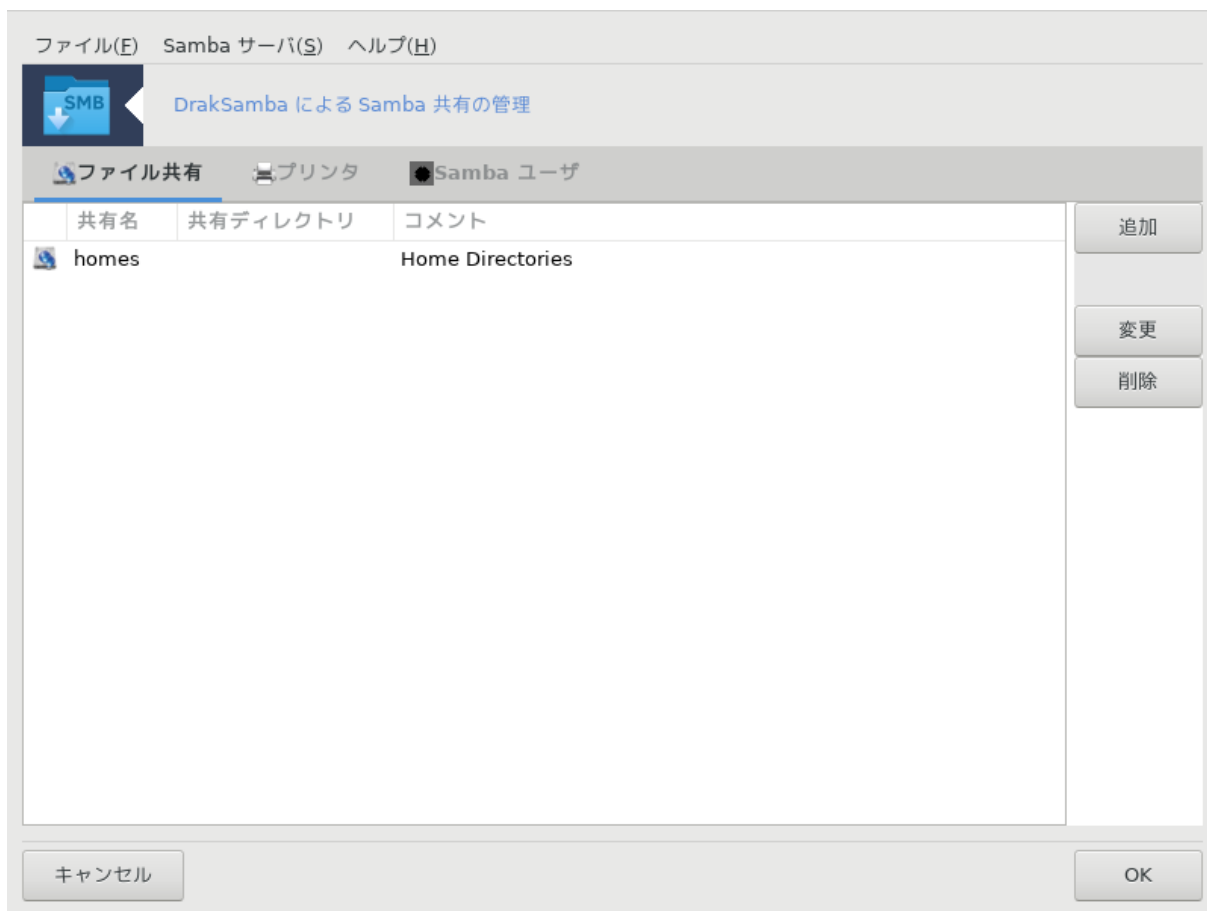 ファイル(F) Samba サーバ(S) ヘルプ(H)
SMB
DrakSamba による Samba 共有の管理
ファイル共有 プリンタ Samba ユーザ
共有名 共有ディレクトリ コメント
追加
homes Home Directories
変更
削除
キャンセル OK